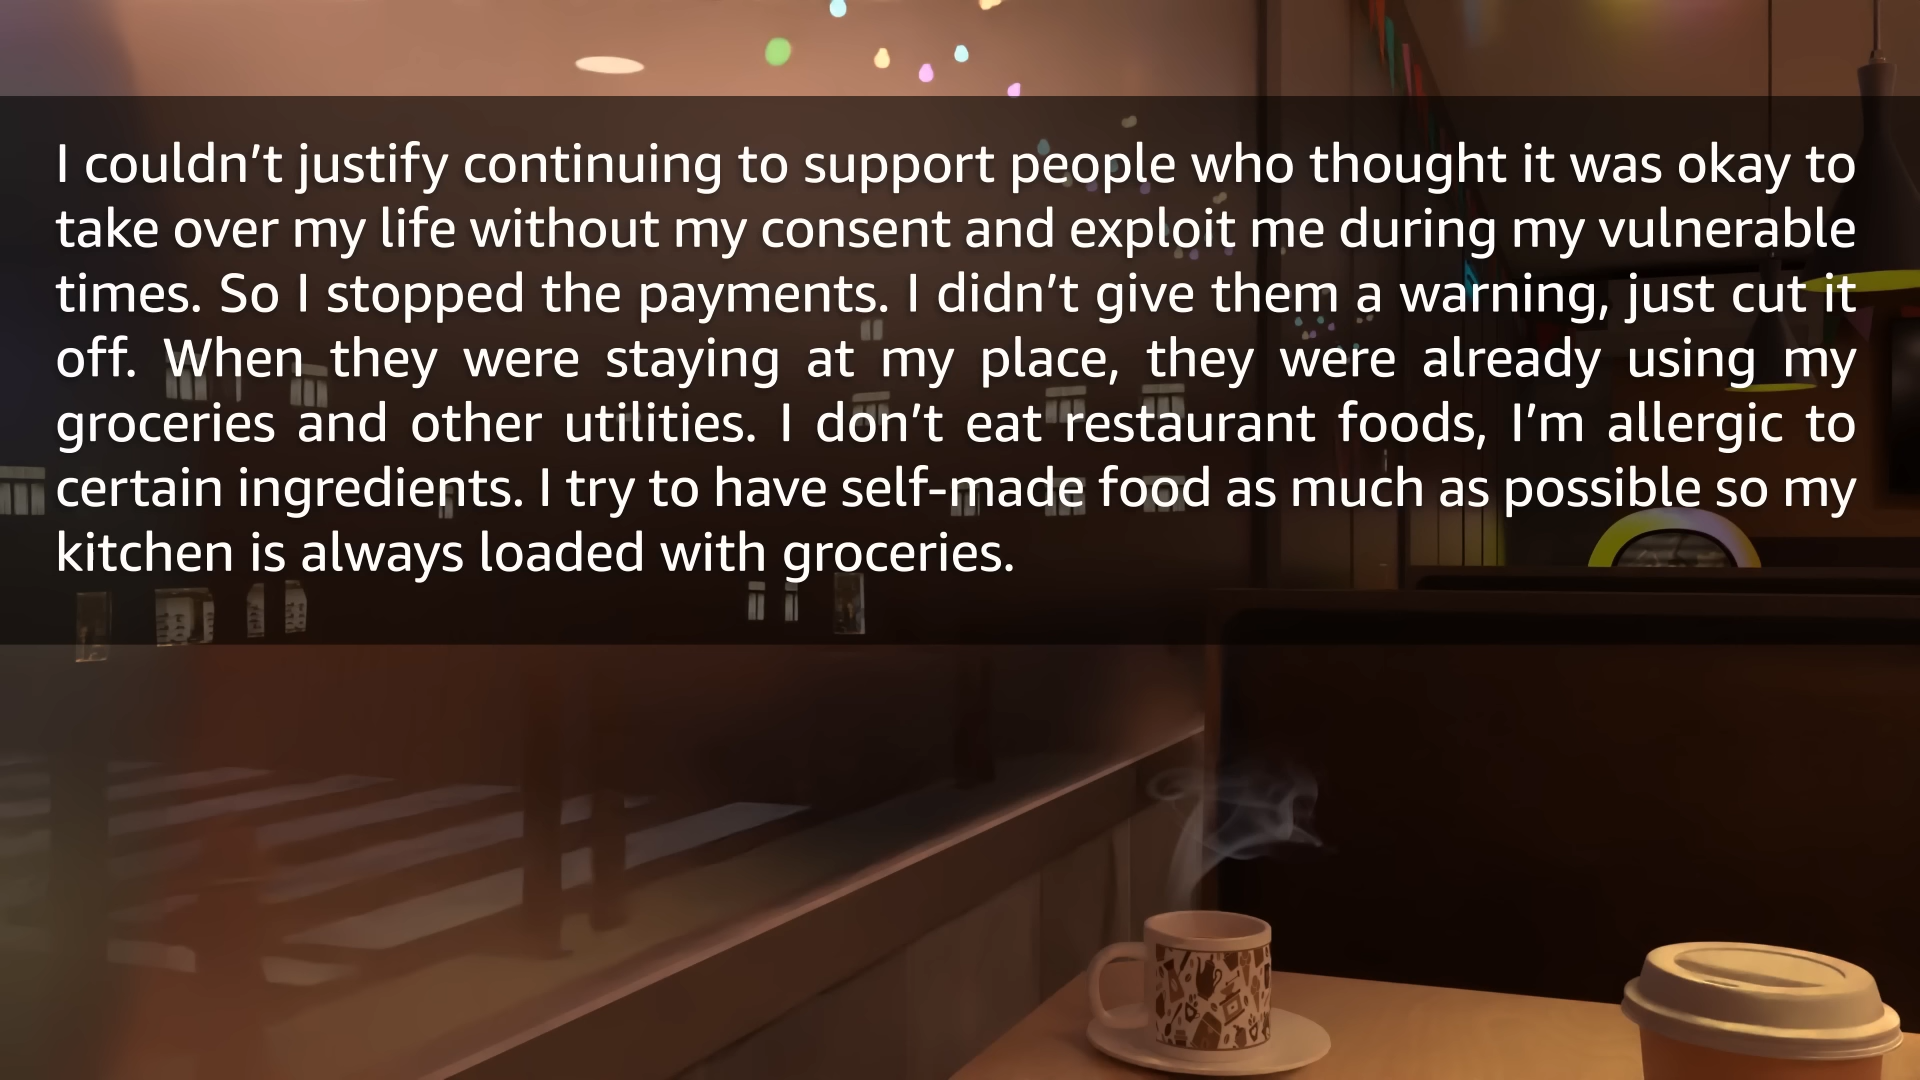 I couldn’t justify continuing to support people who thought it was okay to
take over my life without my consent and exploit me during my vulnerable
times. So I stopped the payments. I didn’t give them a warning, just cut it
off. When they were staying at my place, they were already using my
groceries and other utilities. I don’t eat restaurant foods, I’m allergic to
certain ingredients. I try to have self-made food as much as possible so my
kitchen is always loaded with groceries.